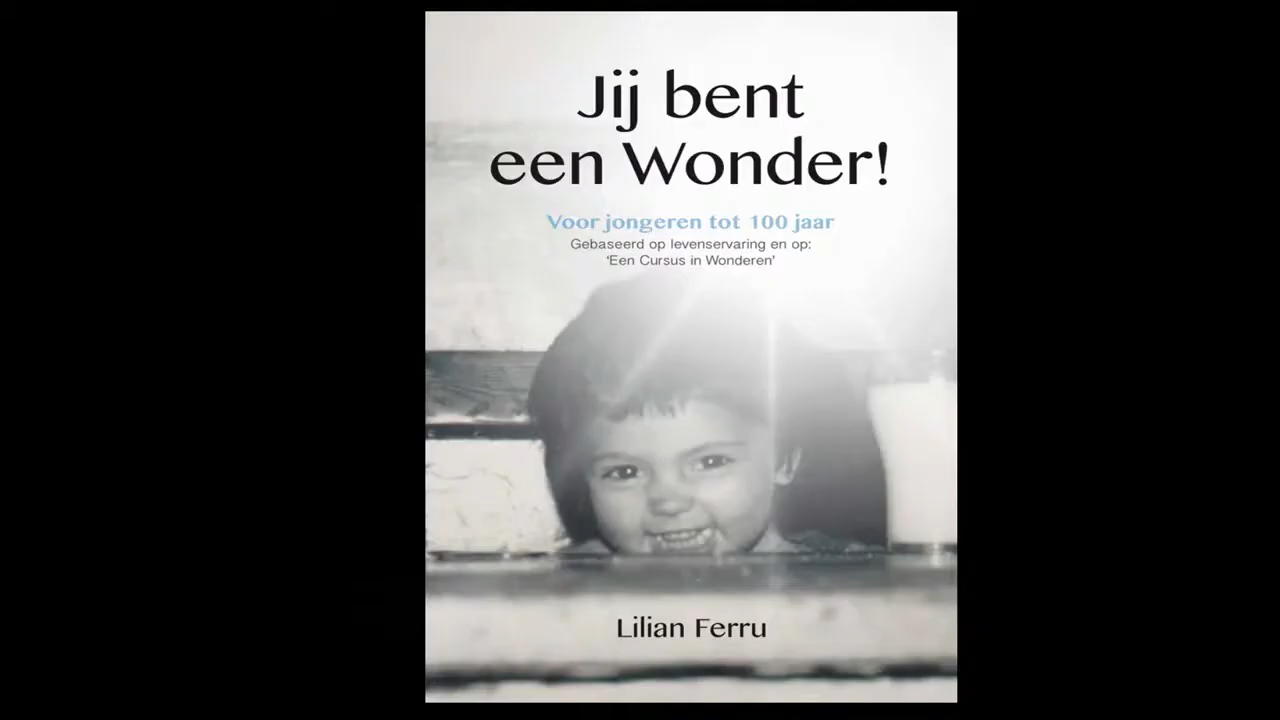 Jij bent
een Wonder!
Voor jongeren tot 100 jaar
Gebaseerd op levenservaring en op:
‘Een Cursus in Wonderen’
Lilian Ferru